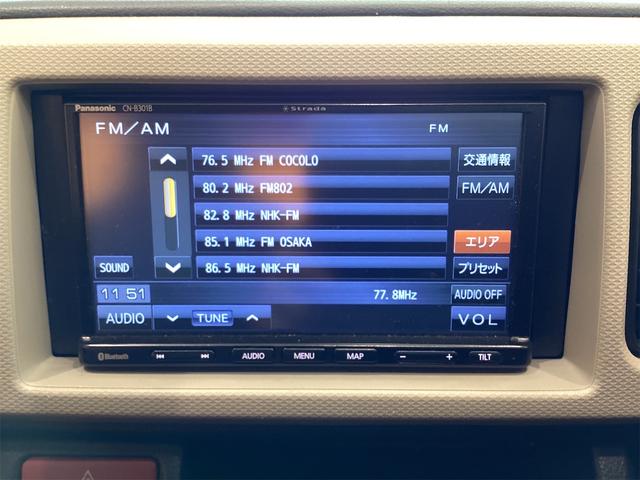 Panasonic CN-B301B Strada
FM/AM FM
76.5 MHz FM COCOLO 交通情報
80.2 MHz FM802 FM/AM
82.8 MHz NHK-FM
85.1 MHz FM OSAKA エリア
SOUND 86.5 MHz NHK-FM プリセット
11 51 77.8MHz AUDIO OFF
AUDIO TUNE VOL
Bluetooth AUDIO MENU MAP − + TILT